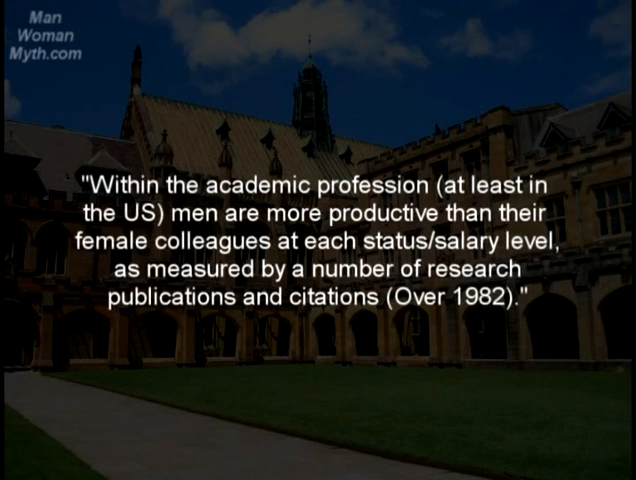 Man
Woman
Myth.com
"Within the academic profession (at least in
the US) men are more productive than their
female colleagues at each status/salary level,
as measured by a number of research
publications and citations (Over 1982)."